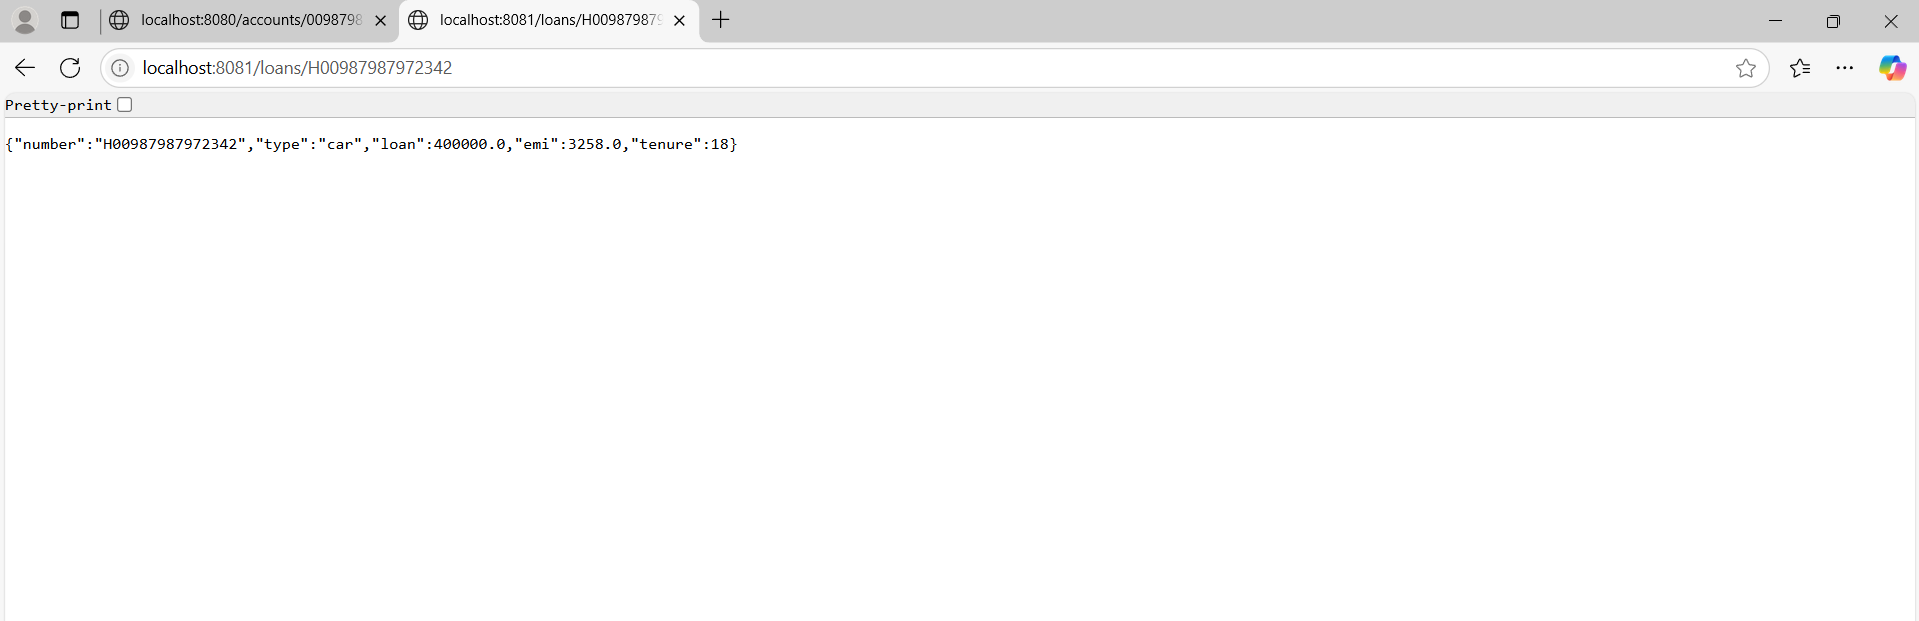 localhost:8080/accounts/0098798
localhost:8081/loans/H00987987
localhost:8081/loans/H00987987972342
Pretty-print
{"number":"H00987987972342","type":"car","loan":400000.0,"emi":3258.0,"tenure":18}